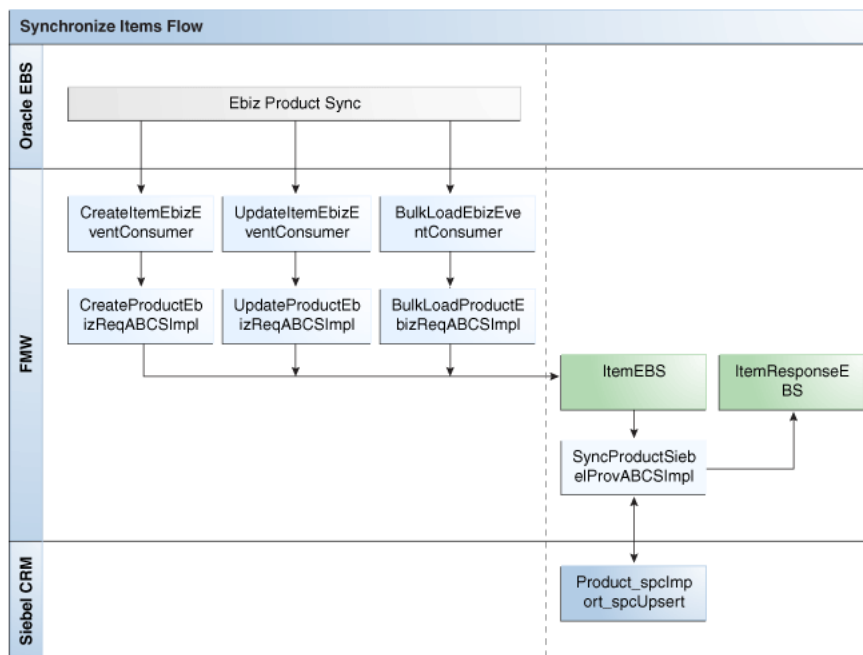 Synchronize Items Flow
Oracle EBS
Ebiz Product Sync
FMW
CreateItemEbizE
ventConsumer
UpdateItemEbizE
ventConsumer
BulkLoadEbizEve
ntConsumer
CreateProductEb
izReqABCSImpl
UpdateProductEb
izReqABCSImpl
BulkLoadProductE
bizReqABCSImpl
ItemEBS
ItemResponseE
BS
SyncProductSieb
elProvABCSImpl
Siebel CRM
Product_spcImp
ort_spcUpsert